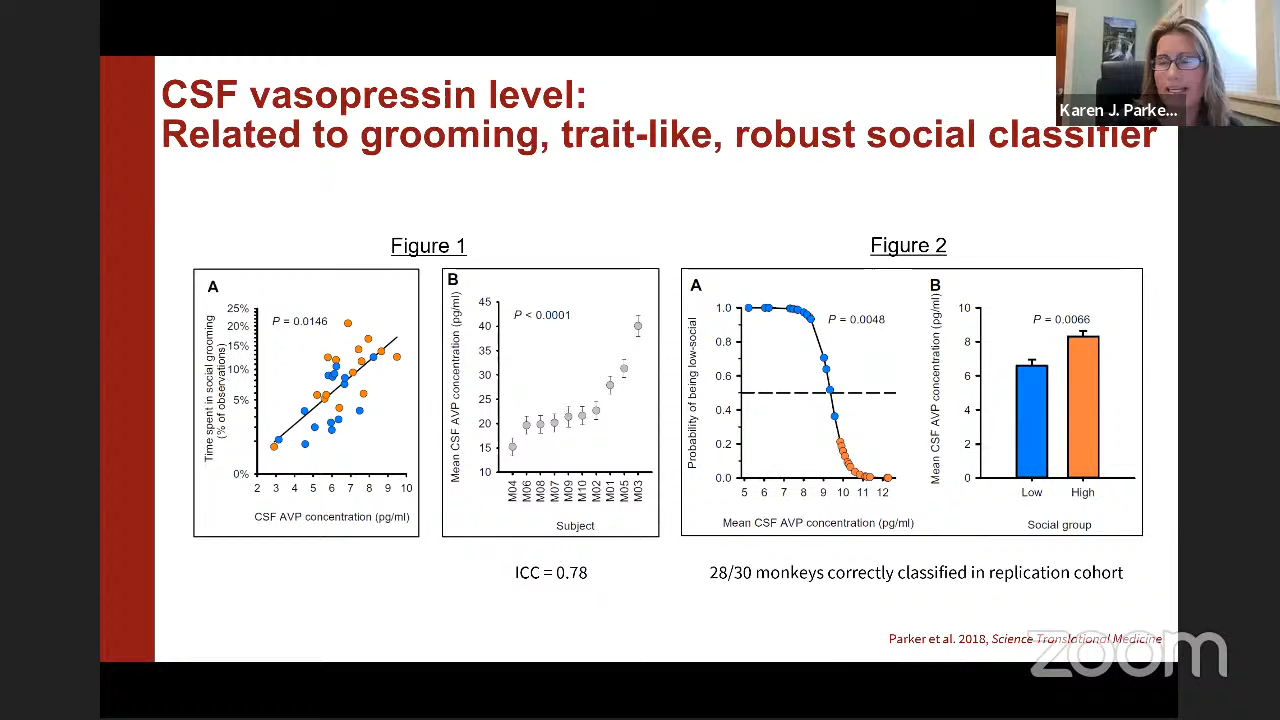 Karen J. Parke...
CSF vasopressin level:
Related to grooming, trait-like, robust social classifier
Figure 1
Figure 2
A
25%
20%
15%
10%
5%
0%
P = 0.0146
Time spent in social grooming
(% of observations)
2 3 4 5 6 7 8 9 10
CSF AVP concentration (pg/ml)
B
45
40
35
30
25
20
15
10
P < 0.0001
Mean CSF AVP concentration (pg/ml)
M04 M06 M08 M07 M09 M10 M02 M01 M05 M03
Subject
A
1.0
0.8
0.6
0.4
0.2
0.0
P = 0.0048
Probability of being low-social
5 6 7 8 9 10 11 12
Mean CSF AVP concentration (pg/ml)
B
10
8
6
4
2
0
P = 0.0066
Mean CSF AVP concentration (pg/ml)
Low High
Social group
ICC = 0.78
28/30 monkeys correctly classified in replication cohort
Parker et al. 2018, Science Translational Medicine
zoom